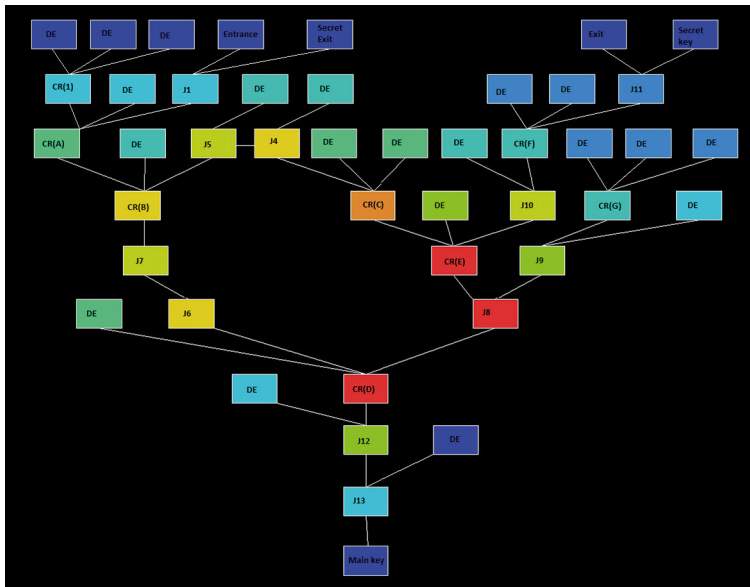 DE
DE
DE
Entrance
Secret
Exit
Exit
Secret
key
CR(1)
DE
J1
DE
DE
DE
DE
J11
CR(A)
DE
J5
J4
DE
DE
DE
CR(F)
DE
DE
DE
CR(B)
CR(C)
DE
J10
CR(G)
DE
J7
CR(E)
J9
DE
J6
J8
DE
CR(D)
J12
DE
J13
Main key